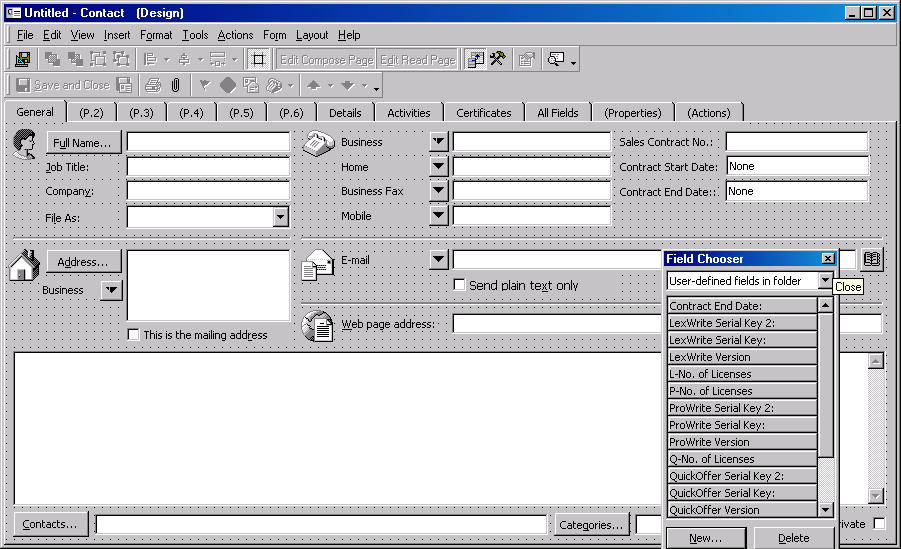 Untitled - Contact (Design)
File Edit View Insert Format Tools Actions Form Layout Help
Edit Compose Page Edit Read Page
Save and Close
General (P.2) (P.3) (P.4) (P.5) (P.6) Details Activities Certificates All Fields (Properties) (Actions)
Full Name... Business Sales Contract No.:
Job Title: Home Contract Start Date: None
Company: Business Fax Contract End Date:: None
File As: Mobile
Address... E-mail
Business Send plain text only
This is the mailing address
Web page address:
Field Chooser
User-defined fields in folder
Close
Contract End Date:
LexWrite Serial Key 2:
LexWrite Serial Key:
LexWrite Version
L-No. of Licenses
P-No. of Licenses
ProWrite Serial Key 2:
ProWrite Serial Key:
ProWrite Version
Q-No. of Licenses
QuickOffer Serial Key 2:
QuickOffer Serial Key:
QuickOffer Version
New... Delete
Contacts... Categories... ivate